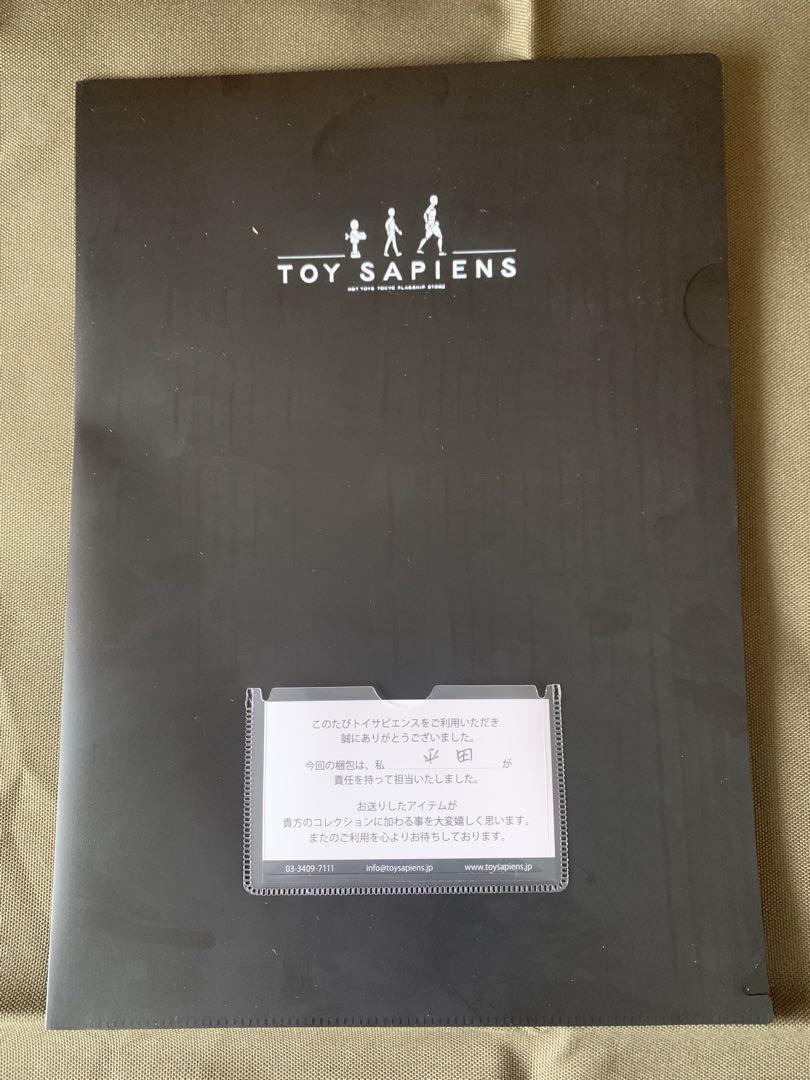 TOY SAPIENS
HOT TOYS TOKYO FLAGSHIP STORE
このたびトイサピエンスをご利用いただき
誠にありがとうございました。
今回の梱包は、私 田 が
責任を持って担当いたしました。
お送りしたアイテムが
貴方のコレクションに加わる事を大変嬉しく思います。
またのご利用を心よりお待ちしております。
03-3409-7111 info@toysapiens.jp www.toysapiens.jp